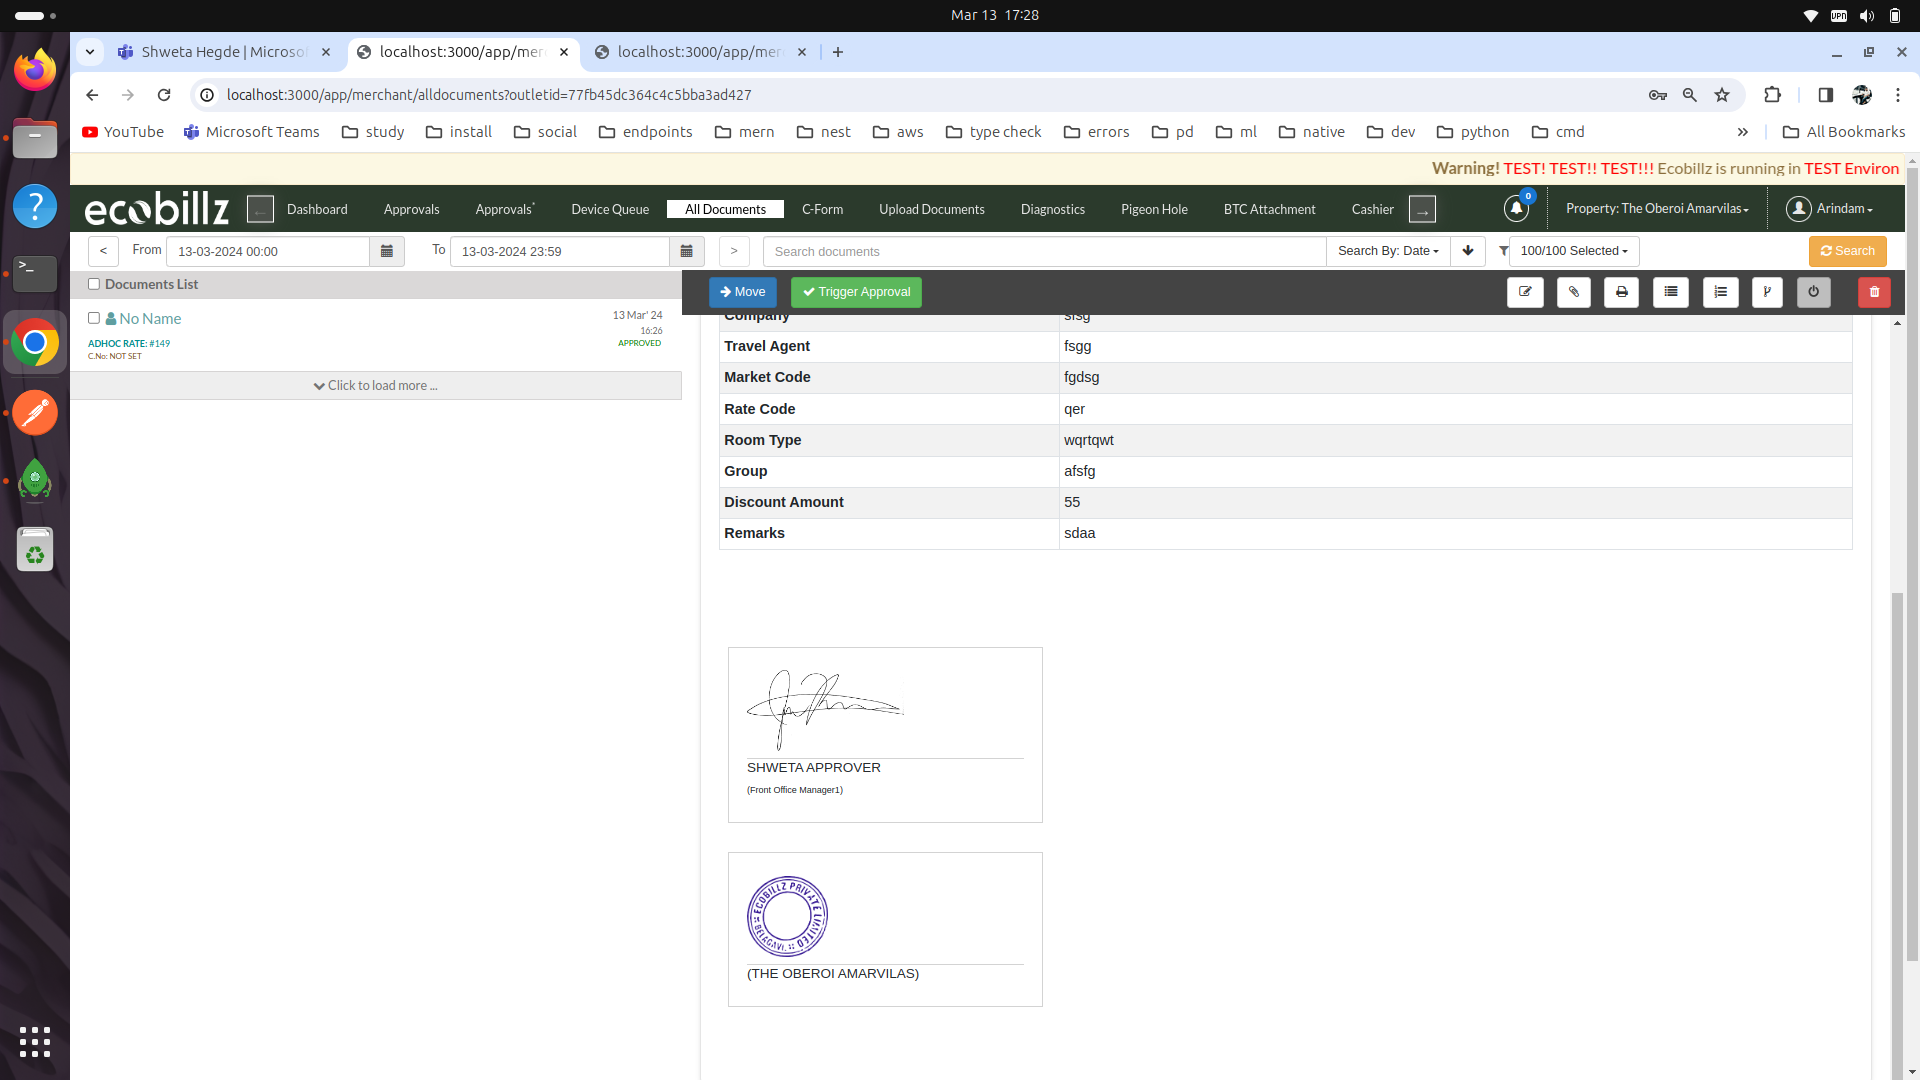 Mar 13 17:28
VPN
Shweta Hegde | Microsof
localhost:3000/app/mer
localhost:3000/app/mer
localhost:3000/app/merchant/alldocuments?outletid=77fb45dc364c4c5bba3ad427
YouTube Microsoft Teams study install social endpoints mern nest aws type check errors pd ml native dev python cmd » All Bookmarks
Warning! TEST! TEST!! TEST!!! Ecobillz is running in TEST Environ
ecobillz ← Dashboard Approvals Approvals* Device Queue All Documents C-Form Upload Documents Diagnostics Pigeon Hole BTC Attachment Cashier → 0 Property: The Oberoi Amarvilas Arindam
< From 13-03-2024 00:00 To 13-03-2024 23:59 > Search documents Search By: Date 100/100 Selected Search
Documents List
Move Trigger Approval
No Name 13 Mar' 24
16:26
ADHOC RATE: #149 APPROVED
C.No: NOT SET
Click to load more ...
Company sfsg
Travel Agent fsgg
Market Code fgdsg
Rate Code qer
Room Type wqrtqwt
Group afsfg
Discount Amount 55
Remarks sdaa
SHWETA APPROVER
(Front Office Manager1)
ECOBILLZ PRIVATE LIMITED
BELAGAVI.
(THE OBEROI AMARVILAS)